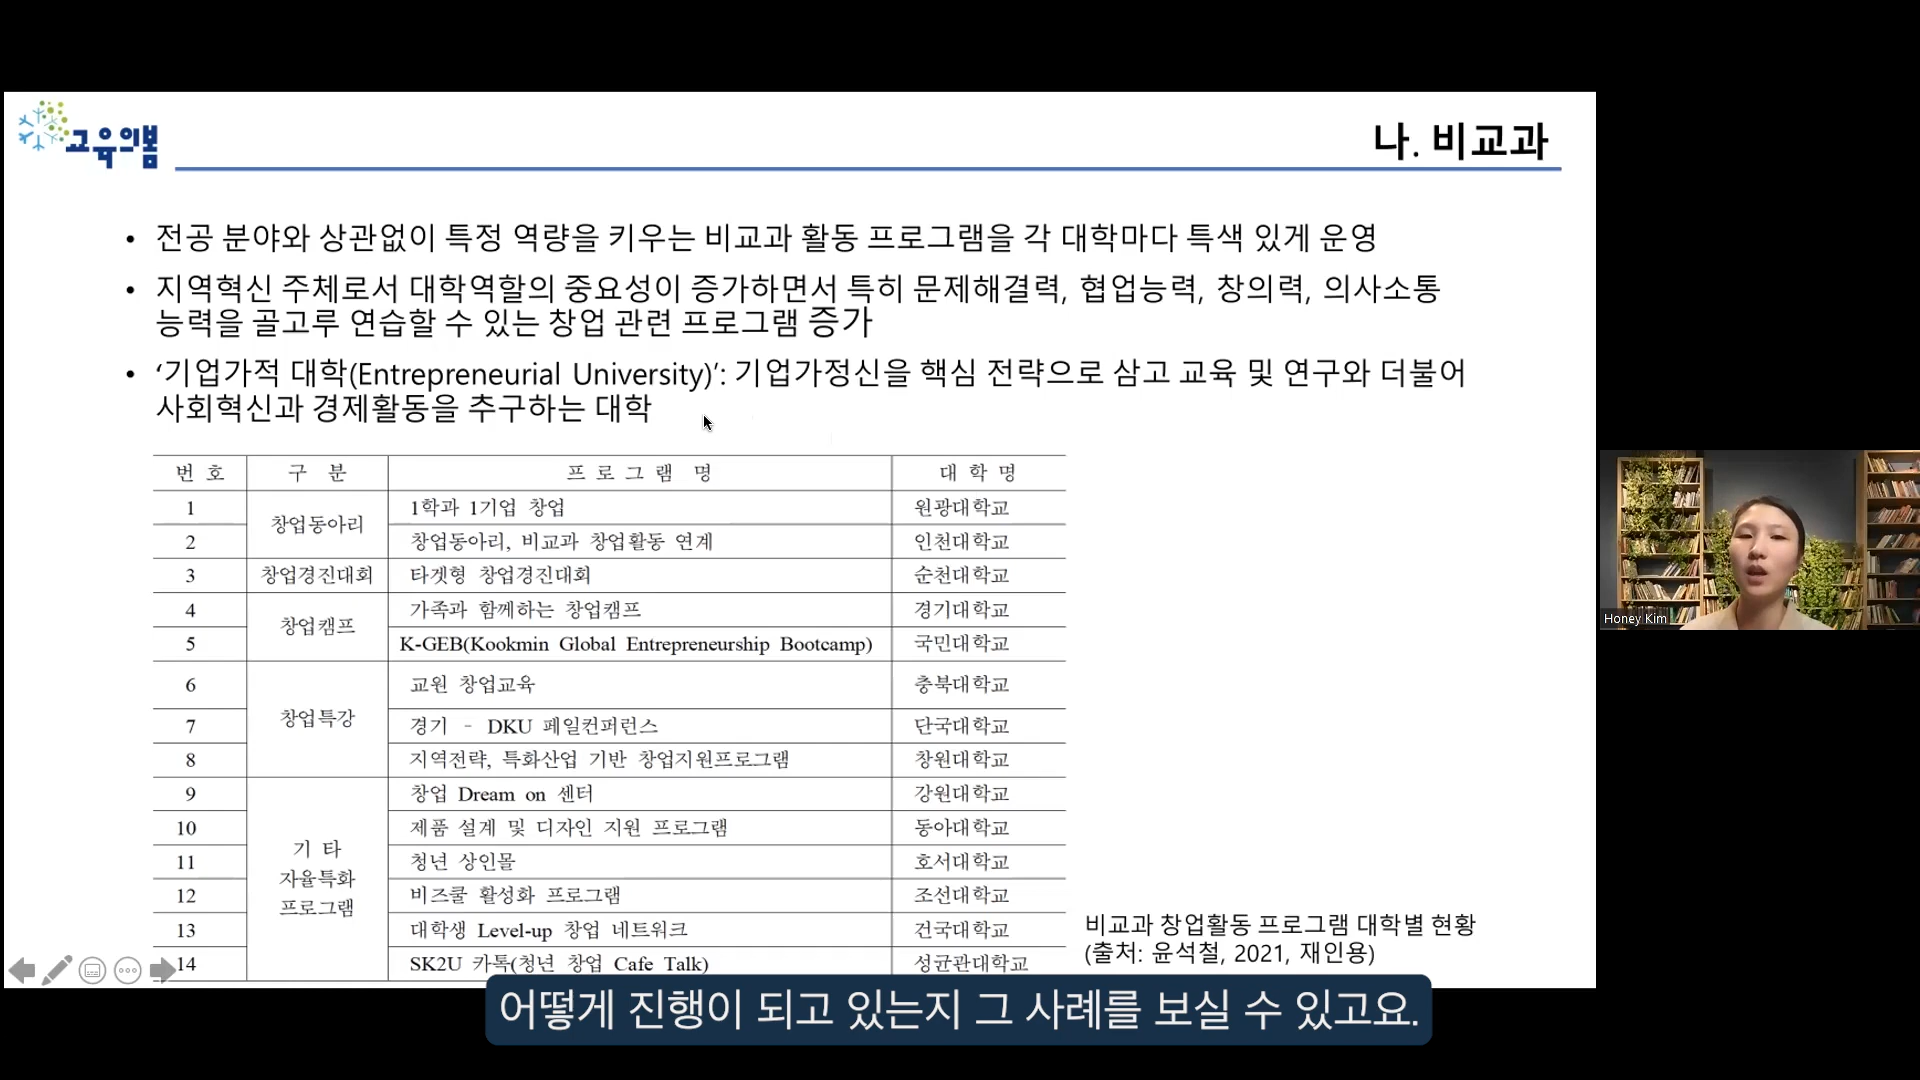 교육의봄
나. 비교과
• 전공 분야와 상관없이 특정 역량을 키우는 비교과 활동 프로그램을 각 대학마다 특색 있게 운영
• 지역혁신 주체로서 대학역할의 중요성이 증가하면서 특히 문제해결력, 협업능력, 창의력, 의사소통
능력을 골고루 연습할 수 있는 창업 관련 프로그램 증가
• ‘기업가적 대학(Entrepreneurial University)’: 기업가정신을 핵심 전략으로 삼고 교육 및 연구와 더불어
사회혁신과 경제활동을 추구하는 대학
번 호 구 분 프 로 그 램 명 대 학 명
1 창업동아리 1학과 1기업 창업 원광대학교
2 창업동아리, 비교과 창업활동 연계 인천대학교
3 창업경진대회 타겟형 창업경진대회 순천대학교
4 창업캠프 가족과 함께하는 창업캠프 경기대학교
5 K-GEB(Kookmin Global Entrepreneurship Bootcamp) 국민대학교
6 창업특강 교원 창업교육 충북대학교
7 경기 - DKU 페일컨퍼런스 단국대학교
8 지역전략, 특화산업 기반 창업지원프로그램 창원대학교
9 기 타 자율특화 프로그램 창업 Dream on 센터 강원대학교
10 제품 설계 및 디자인 지원 프로그램 동아대학교
11 청년 상인몰 호서대학교
12 비즈쿨 활성화 프로그램 조선대학교
13 대학생 Level-up 창업 네트워크 건국대학교
14 SK2U 카톡(청년 창업 Cafe Talk) 성균관대학교
비교과 창업활동 프로그램 대학별 현황
(출처: 윤석철, 2021, 재인용)
Honey Kim
어떻게 진행이 되고 있는지 그 사례를 보실 수 있고요.